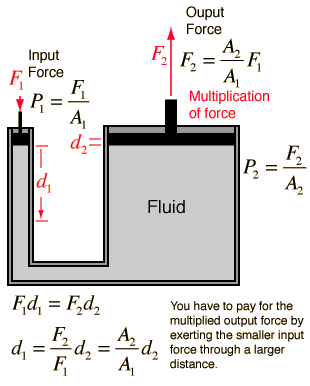 Ouput
Force
Input
Force
F₁
P₁ = F₁/A₁
F₂
F₂ = A₂/A₁ F₁
Multiplication
of force
d₂=
d₁
P₂ = F₂/A₂
Fluid
F₁d₁ = F₂d₂
d₁ = F₂/F₁ d₂ = A₂/A₁ d₂
You have to pay for the
multiplied output force by
exerting the smaller input
force through a larger
distance.